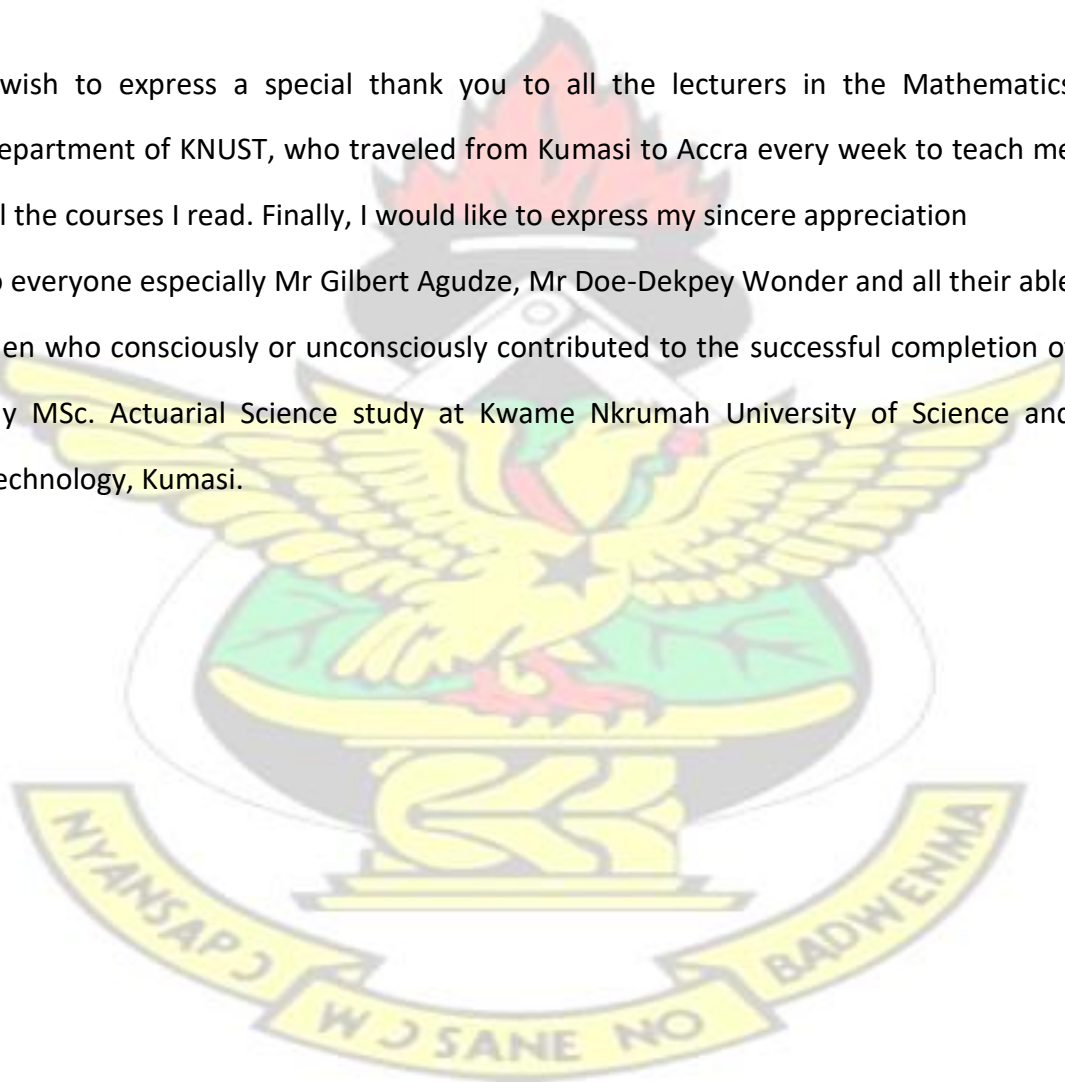 wish to express a special thank you to all the lecturers in the Mathematics
epartment of KNUST, who traveled from Kumasi to Accra every week to teach me
l the courses I read. Finally, I would like to express my sincere appreciation
o everyone especially Mr Gilbert Agudze, Mr Doe-Dekpey Wonder and all their able
en who consciously or unconsciously contributed to the successful completion of
y MSc. Actuarial Science study at Kwame Nkrumah University of Science and
echnology, Kumasi.
NYANSAPƆ
WƆSANE NO
BADWENMA